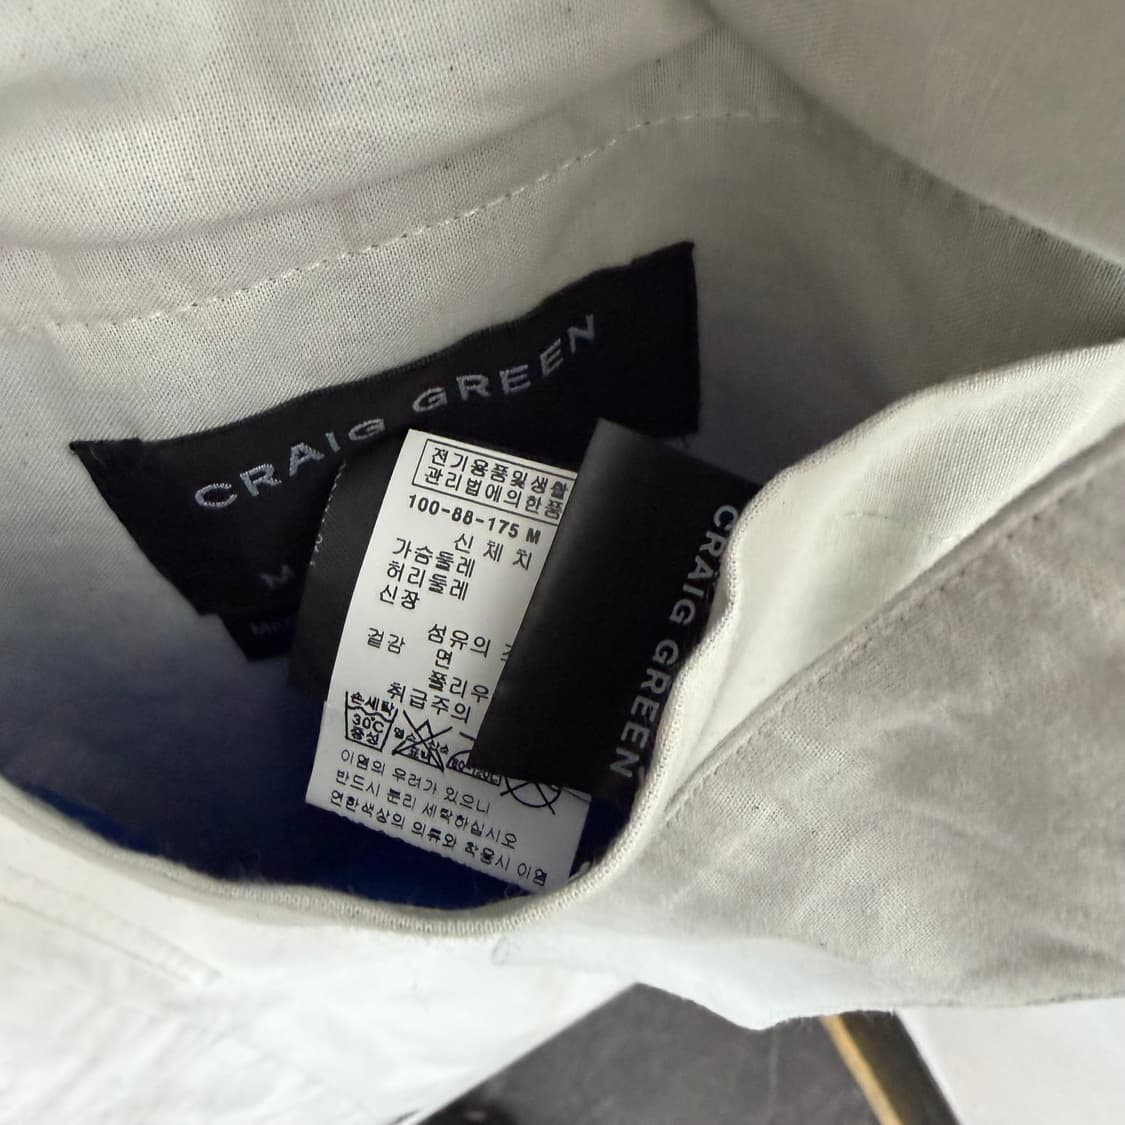 CRAIG GREEN
M
전기용품및생활
관리법에의한품
100-88-175 M
신 체 치
가슴둘레
허리둘레
신장
섬유의 조
겉감 면
폴리우
취급주의
손세탁
30℃
중성
이염의 우려가 있으니
반드시 분리 세탁하십시오
연한색상의 의류와 착용시 이염
CRAIG GREEN